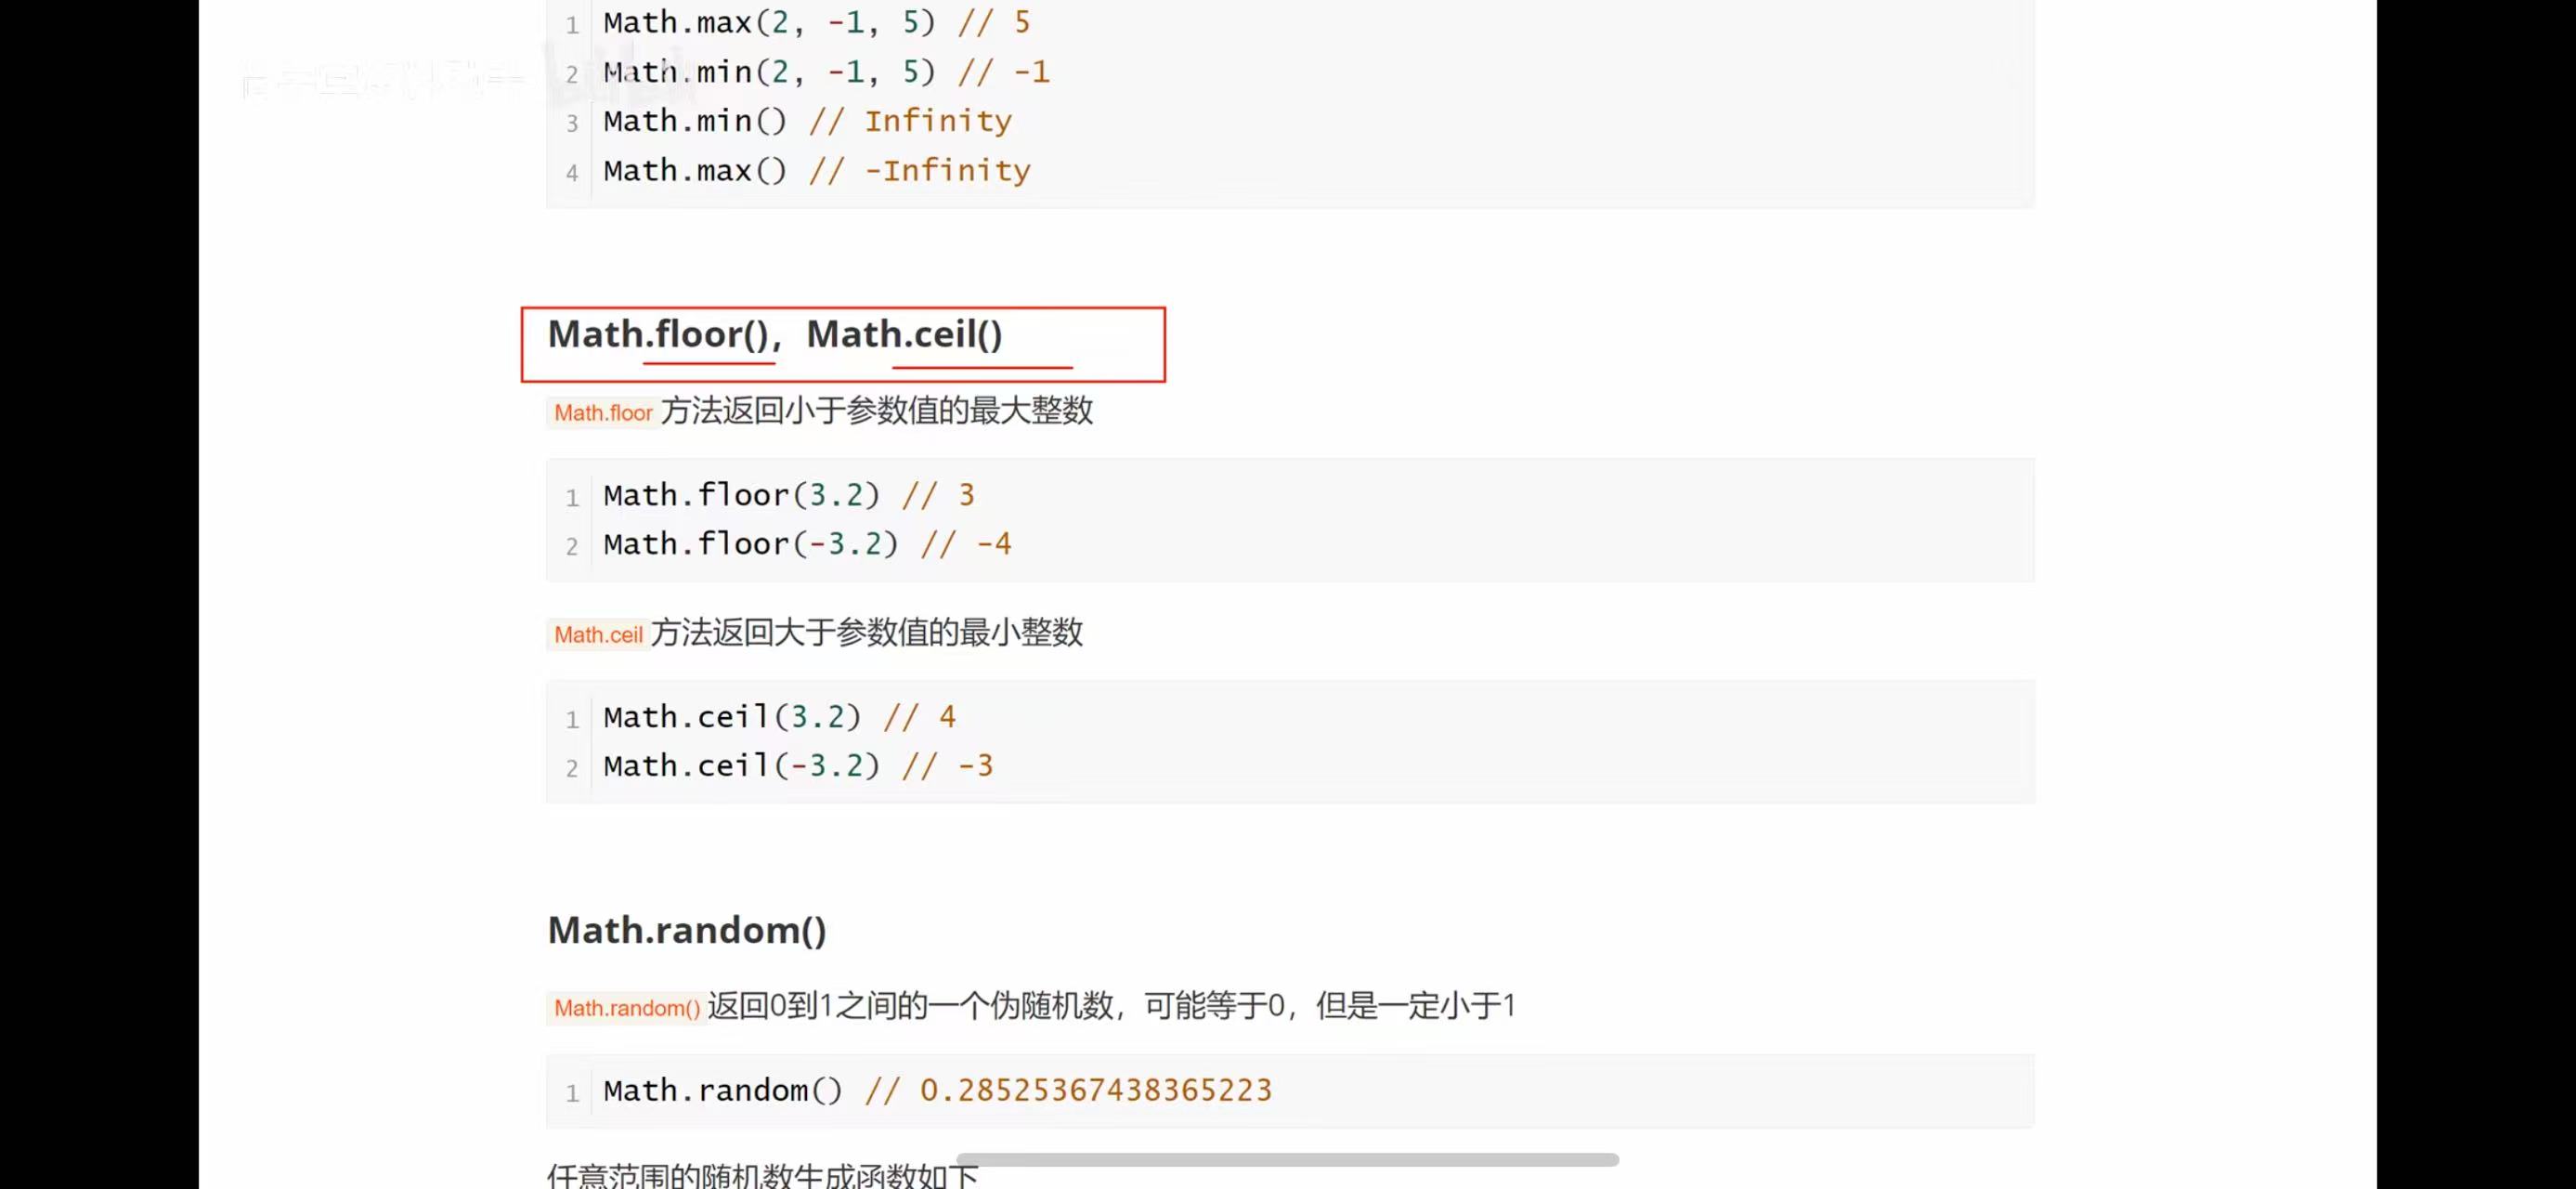 1 Math.max(2, -1, 5) // 5
2 Math.min(2, -1, 5) // -1
3 Math.min() // Infinity
4 Math.max() // -Infinity
Math.floor()，Math.ceil()
Math.floor 方法返回小于参数值的最大整数
1 Math.floor(3.2) // 3
2 Math.floor(-3.2) // -4
Math.ceil 方法返回大于参数值的最小整数
1 Math.ceil(3.2) // 4
2 Math.ceil(-3.2) // -3
Math.random()
Math.random() 返回0到1之间的一个伪随机数，可能等于0，但是一定小于1
1 Math.random() // 0.28525367438365223
任意范围的随机数生成函数如下